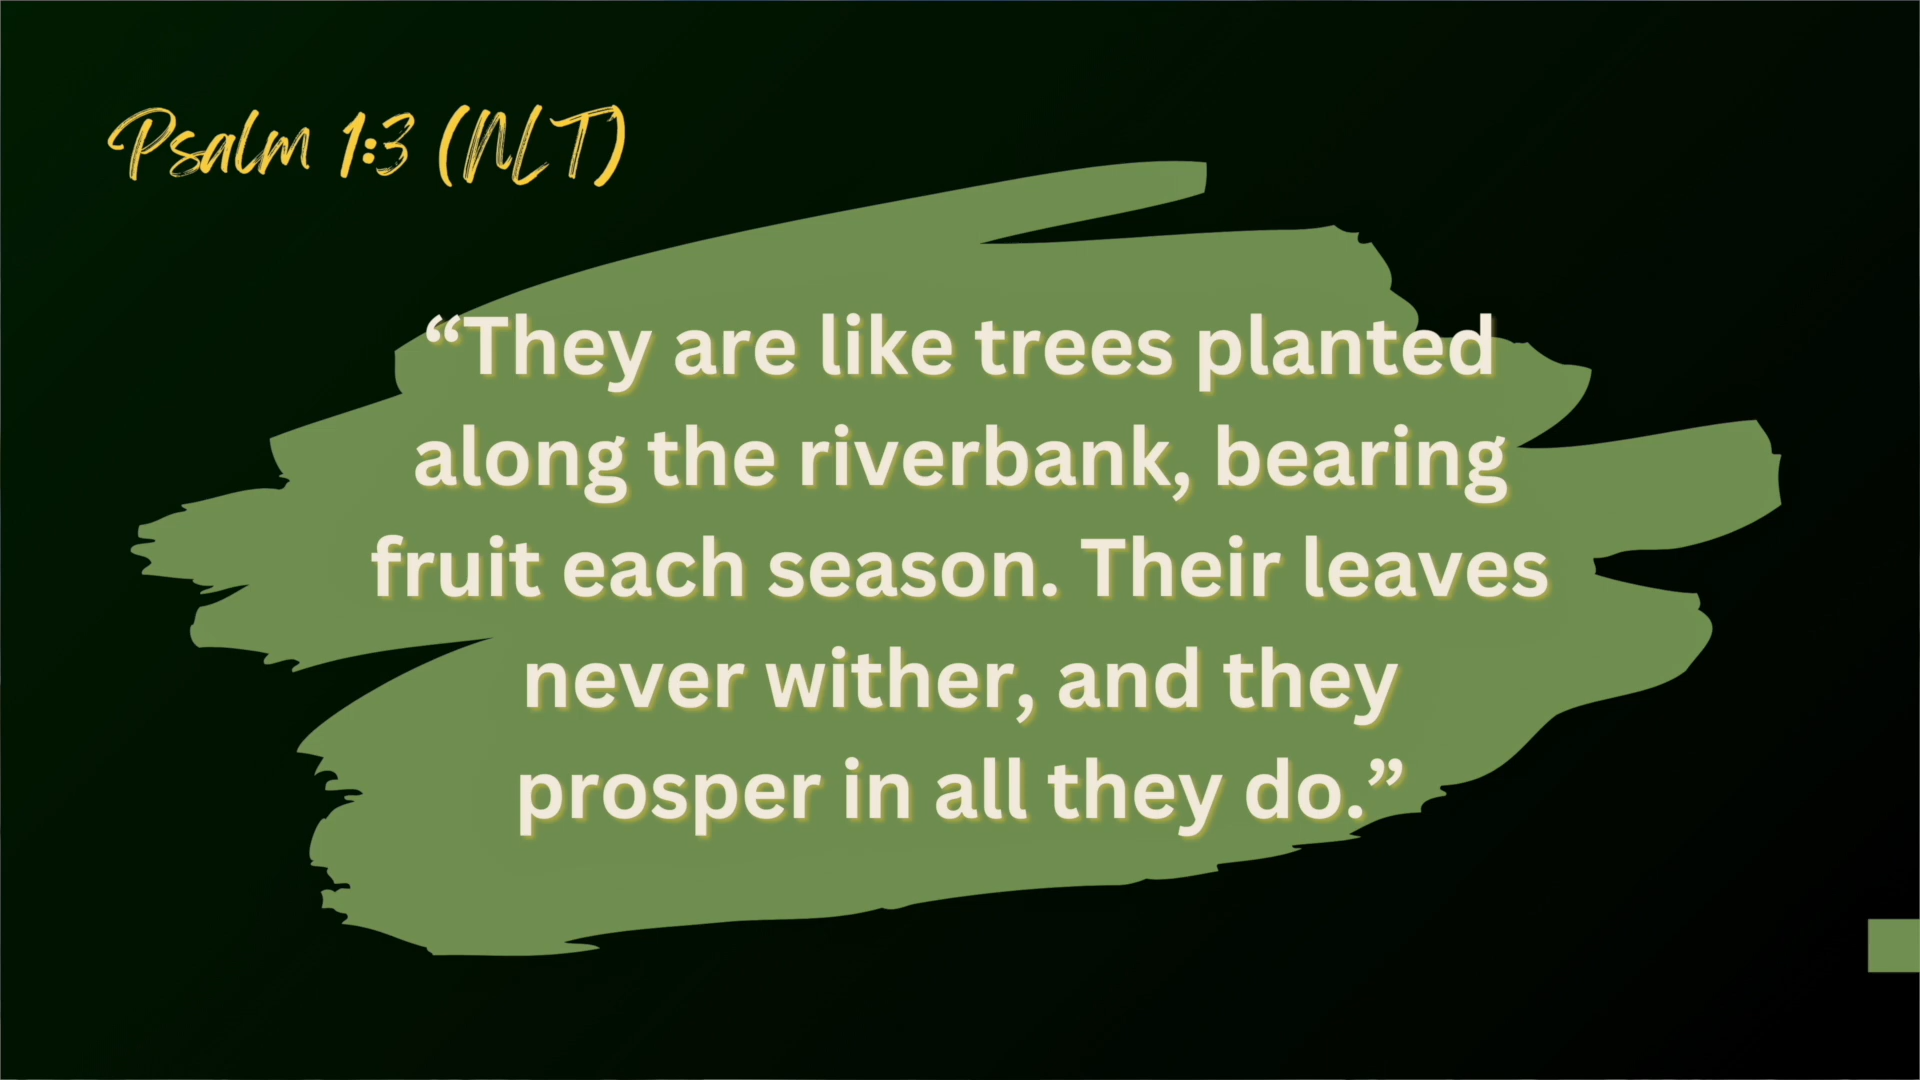 Psalm 1:3 (NLT)
“They are like trees planted
along the riverbank, bearing
fruit each season. Their leaves
never wither, and they
prosper in all they do.”